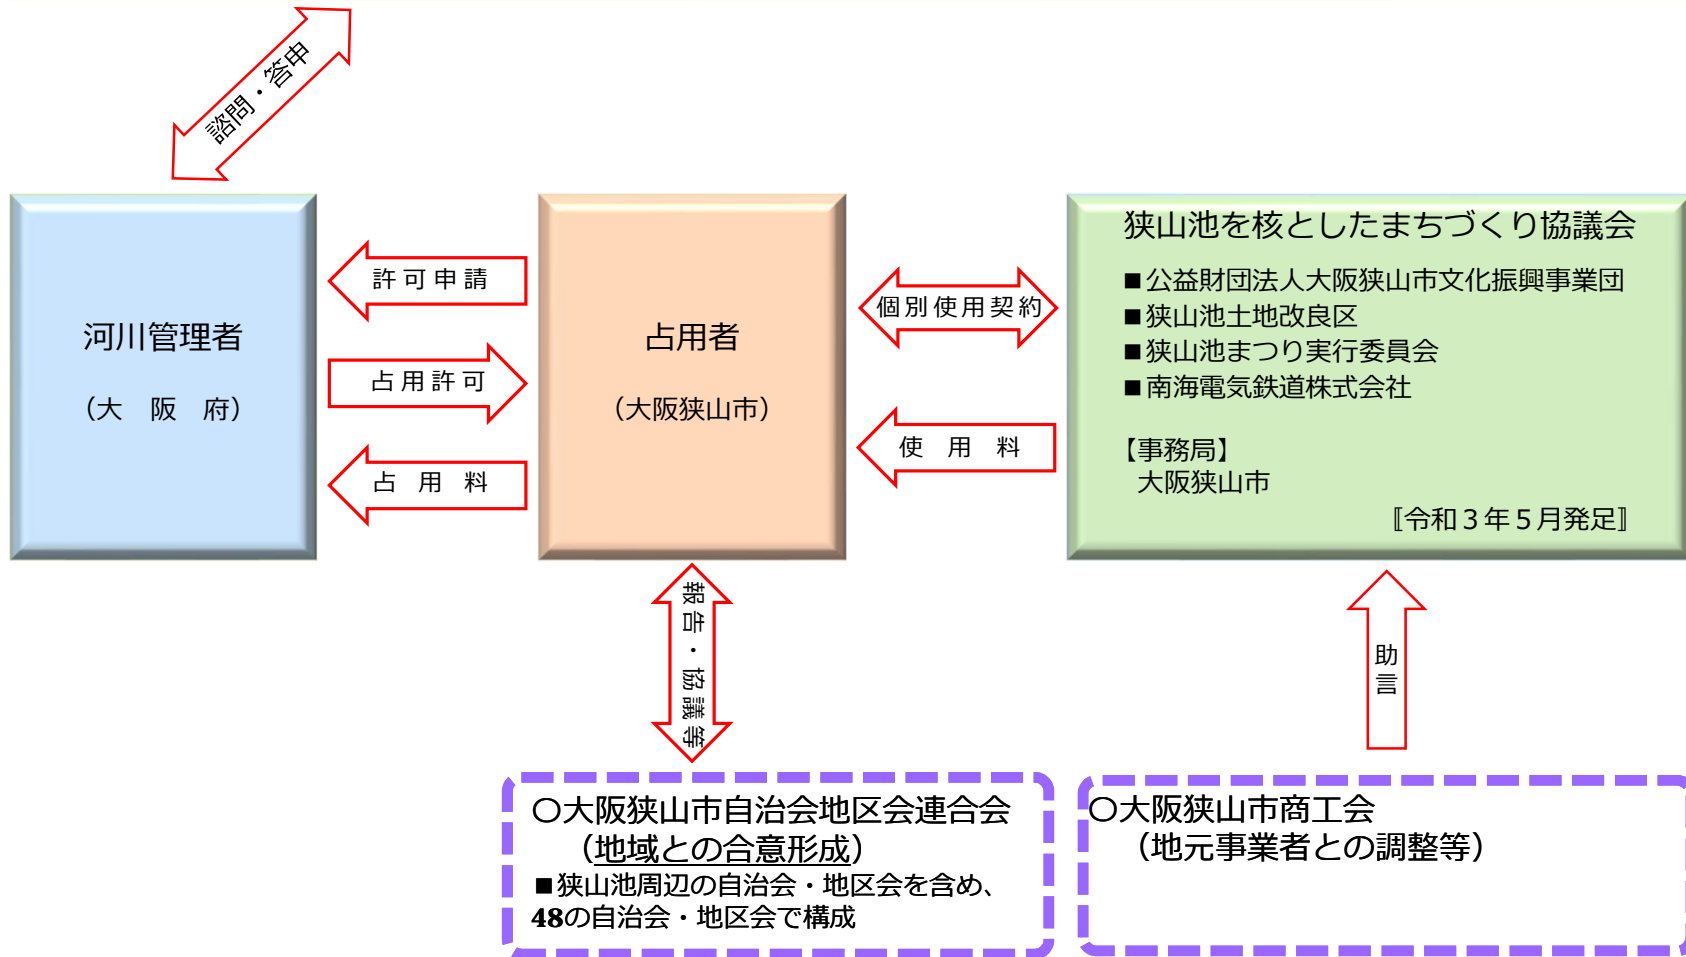 諮問・答申
河川管理者
（大　阪　府）
許可申請
占用許可
占　用　料
占用者
（大阪狭山市）
個別使用契約
使　用　料
狭山池を核としたまちづくり協議会
■公益財団法人大阪狭山市文化振興事業団
■狭山池土地改良区
■狭山池まつり実行委員会
■南海電気鉄道株式会社
【事務局】
大阪狭山市
〚令和３年５月発足〛
報告・協議等
助言
〇大阪狭山市自治会地区会連合会
（地域との合意形成）
■狭山池周辺の自治会・地区会を含め、
48の自治会・地区会で構成
〇大阪狭山市商工会
（地元事業者との調整等）